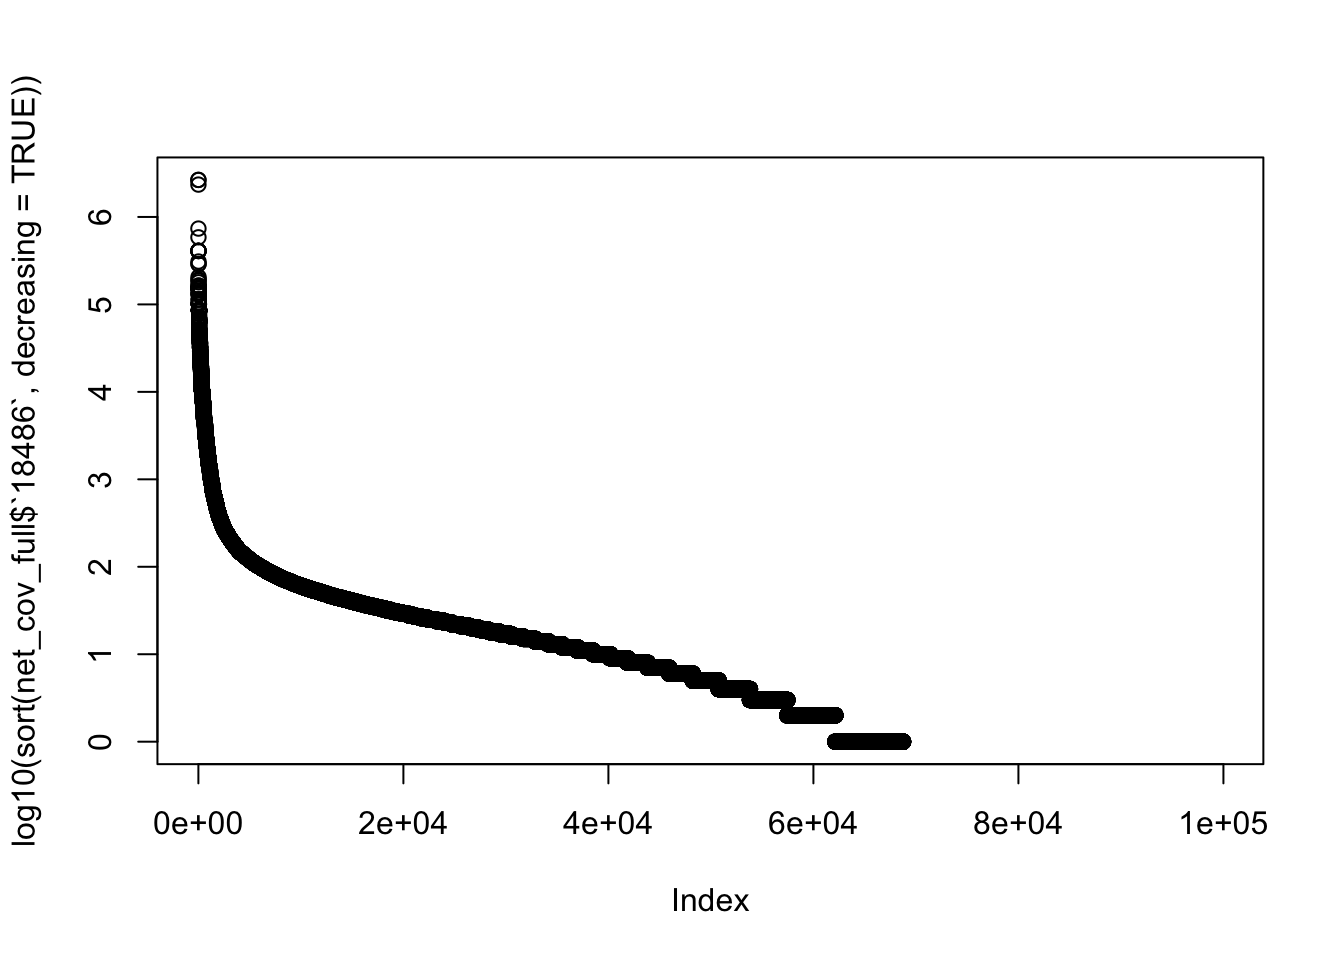 log10(sort(net_cov_full$`18486`, decreasing = TRUE))
6
5
4
3
2
1
0
0e+00 2e+04 4e+04 6e+04 8e+04 1e+05
Index